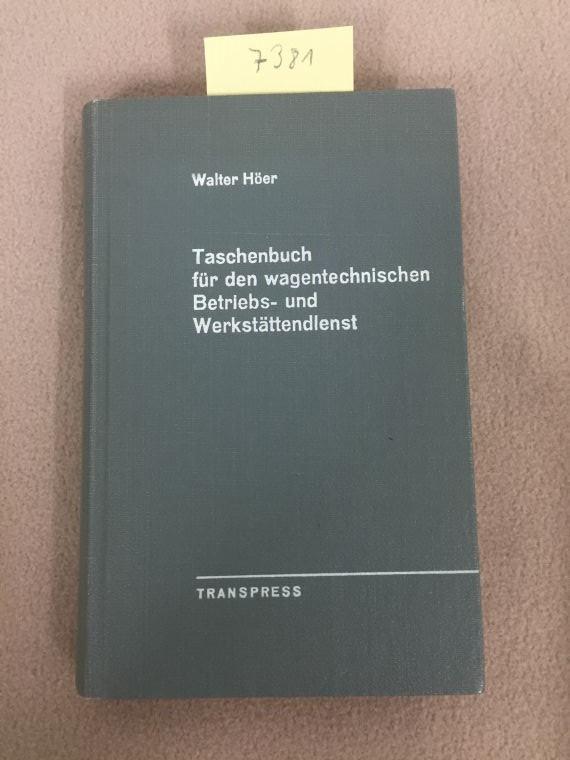 7381
Walter Höer
Taschenbuch
für den wagentechnischen
Betriebs- und
Werkstättendienst
TRANSPRESS